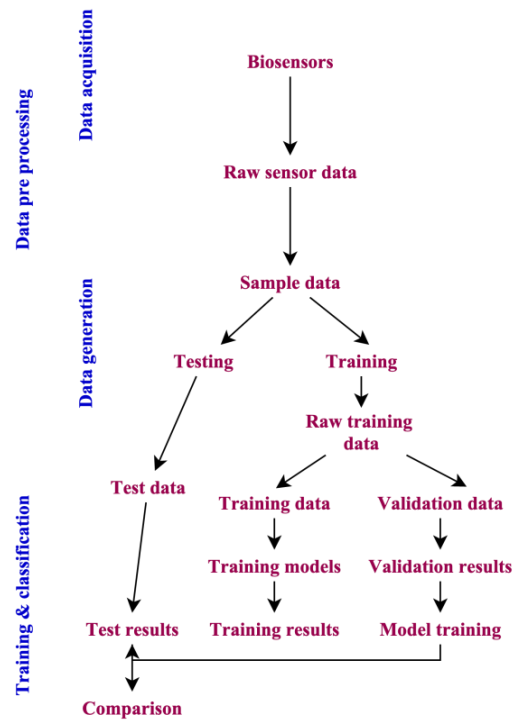 Data acquisition
Data pre processing
Data generation
Training & classification
Biosensors
Raw sensor data
Sample data
Testing
Training
Raw training
data
Test data
Training data
Validation data
Training models
Validation results
Test results
Training results
Model training
Comparison